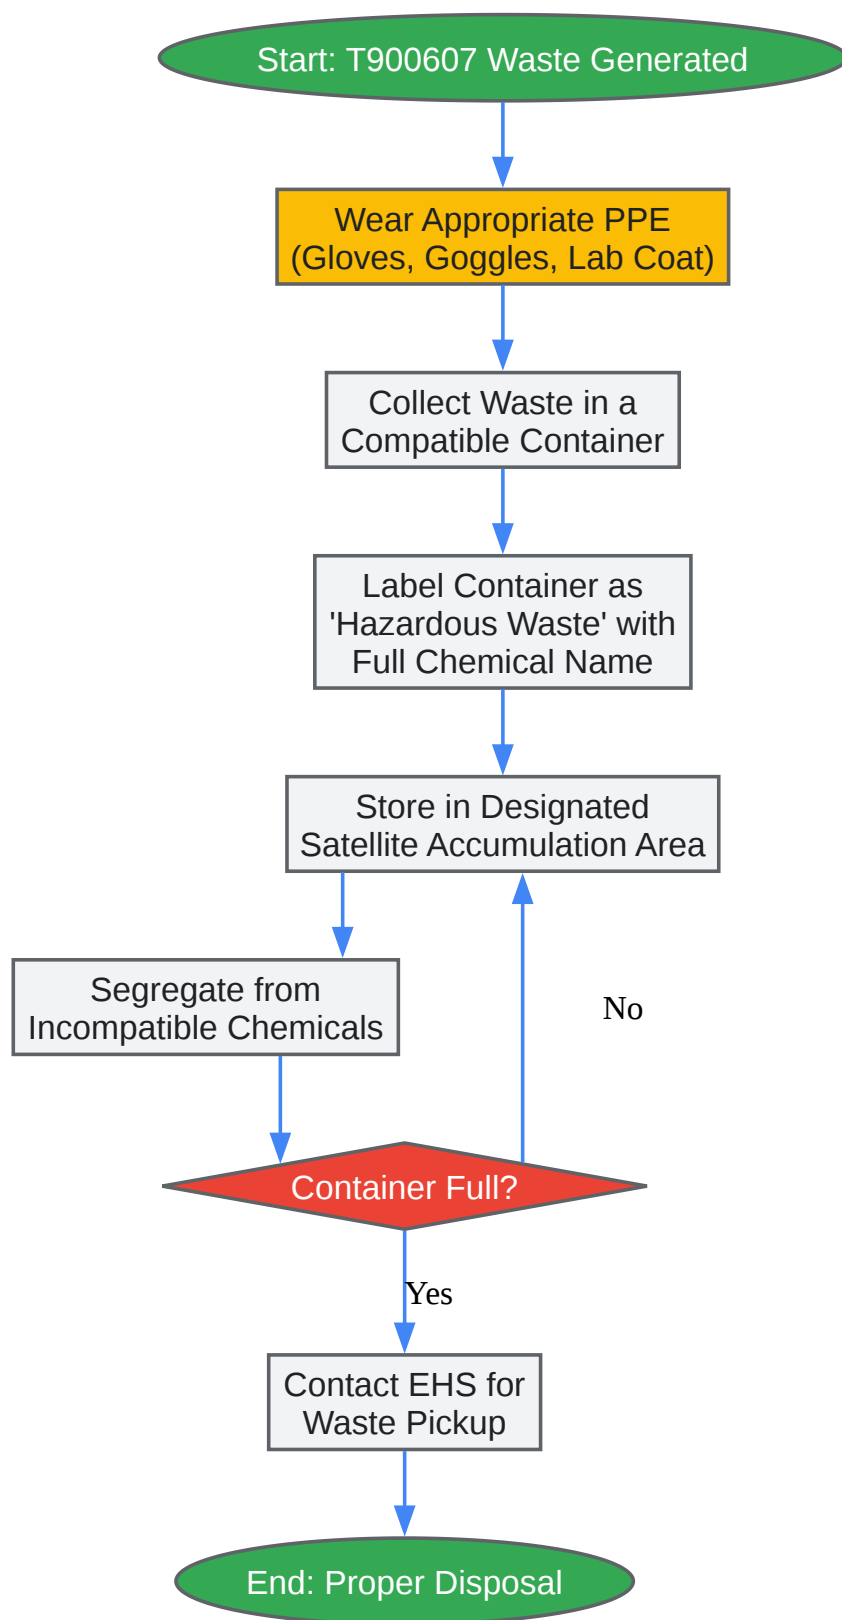 Start: T900607 Waste Generated
Wear Appropriate PPE
(Gloves, Goggles, Lab Coat)
Collect Waste in a
Compatible Container
Label Container as
'Hazardous Waste' with
Full Chemical Name
Store in Designated
Satellite Accumulation Area
Segregate from
Incompatible Chemicals
No
Container Full?
Yes
Contact EHS for
Waste Pickup
End: Proper Disposal